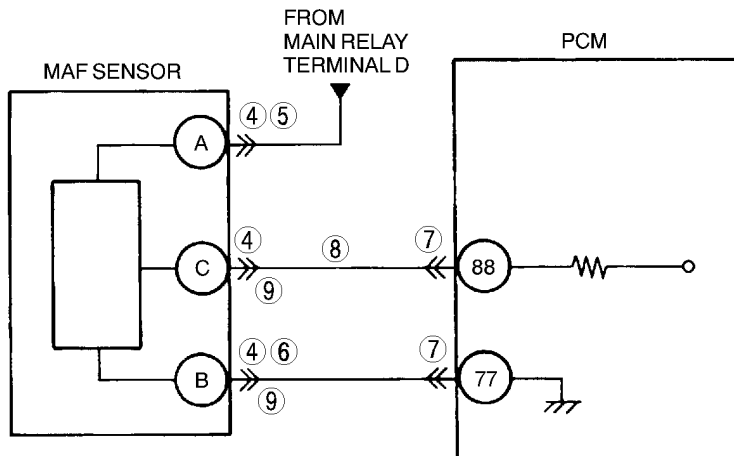 FROM
MAIN RELAY
TERMINAL D
PCM
MAF SENSOR
A
④ ⑤
C
④
⑧
⑦
88
⑨
B
④ ⑥
⑦
77
⑨